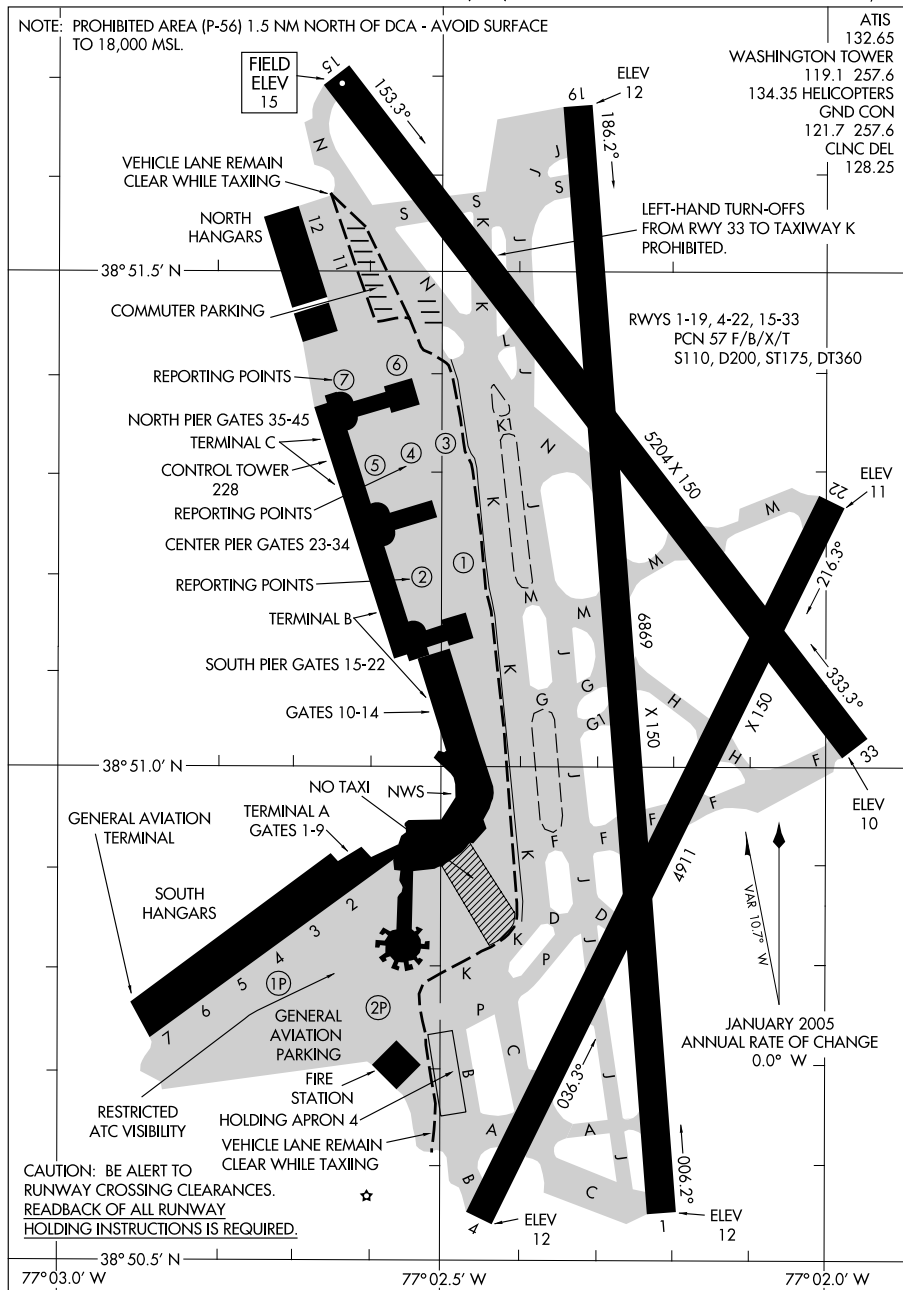 NOTE: PROHIBITED AREA (P-56) 1.5 NM NORTH OF DCA - AVOID SURFACE
TO 18,000 MSL.
ATIS
132.65
WASHINGTON TOWER
119.1 257.6
134.35 HELICOPTERS
GND CON
121.7 257.6
CLNC DEL
128.25
FIELD
ELEV
15
15
153.3°
19
ELEV
12
186.2°
N
J
J
S
VEHICLE LANE REMAIN
CLEAR WHILE TAXIING
NORTH
HANGARS
12
11
S
S
K
J
LEFT-HAND TURN-OFFS
FROM RWY 33 TO TAXIWAY K
PROHIBITED.
38°51.5' N
COMMUTER PARKING
N
K
L
J
RWYS 1-19, 4-22, 15-33
PCN 57 F/B/X/T
S110, D200, ST175, DT360
REPORTING POINTS
7
6
NORTH PIER GATES 35-45
TERMINAL C
CONTROL TOWER
228
5
4
3
K
N
5204 X 150
REPORTING POINTS
K
J
M
22
ELEV
11
CENTER PIER GATES 23-34
REPORTING POINTS
2
1
M
216.3°
TERMINAL B
M
M
6869
X 150
SOUTH PIER GATES 15-22
K
J
G
G
G1
H
X 150
333.3°
GATES 10-14
38°51.0' N
J
H
F
33
ELEV
10
NO TAXI
NWS
GENERAL AVIATION
TERMINAL
TERMINAL A
GATES 1-9
K
F
F
F
F
4911
VAR 10.7° W
SOUTH
HANGARS
2
3
4
5
6
7
J
D
D
J
K
P
K
P
1P
2P
GENERAL
AVIATION
PARKING
JANUARY 2005
ANNUAL RATE OF CHANGE
0.0° W
FIRE
STATION
B
C
036.3°
J
RESTRICTED
ATC VISIBILITY
HOLDING APRON 4
VEHICLE LANE REMAIN
CLEAR WHILE TAXIING
A
A
J
006.2°
B
C
CAUTION: BE ALERT TO
RUNWAY CROSSING CLEARANCES.
READBACK OF ALL RUNWAY
HOLDING INSTRUCTIONS IS REQUIRED.
4
ELEV
12
1
ELEV
12
38°50.5' N
77°03.0' W
77°02.5' W
77°02.0' W